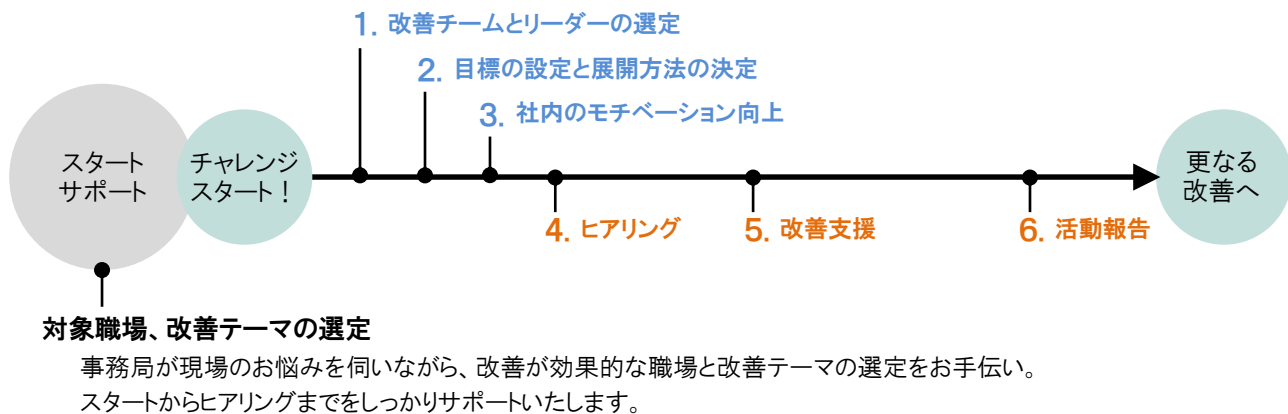 1. 改善チームとリーダーの選定
2. 目標の設定と展開方法の決定
3. 社内のモチベーション向上
スタート
サポート
チャレンジ
スタート！
更なる
改善へ
4. ヒアリング
5. 改善支援
6. 活動報告
対象職場、改善テーマの選定
事務局が現場のお悩みを伺いながら、改善が効果的な職場と改善テーマの選定をお手伝い。
スタートからヒアリングまでをしっかりサポートいたします。